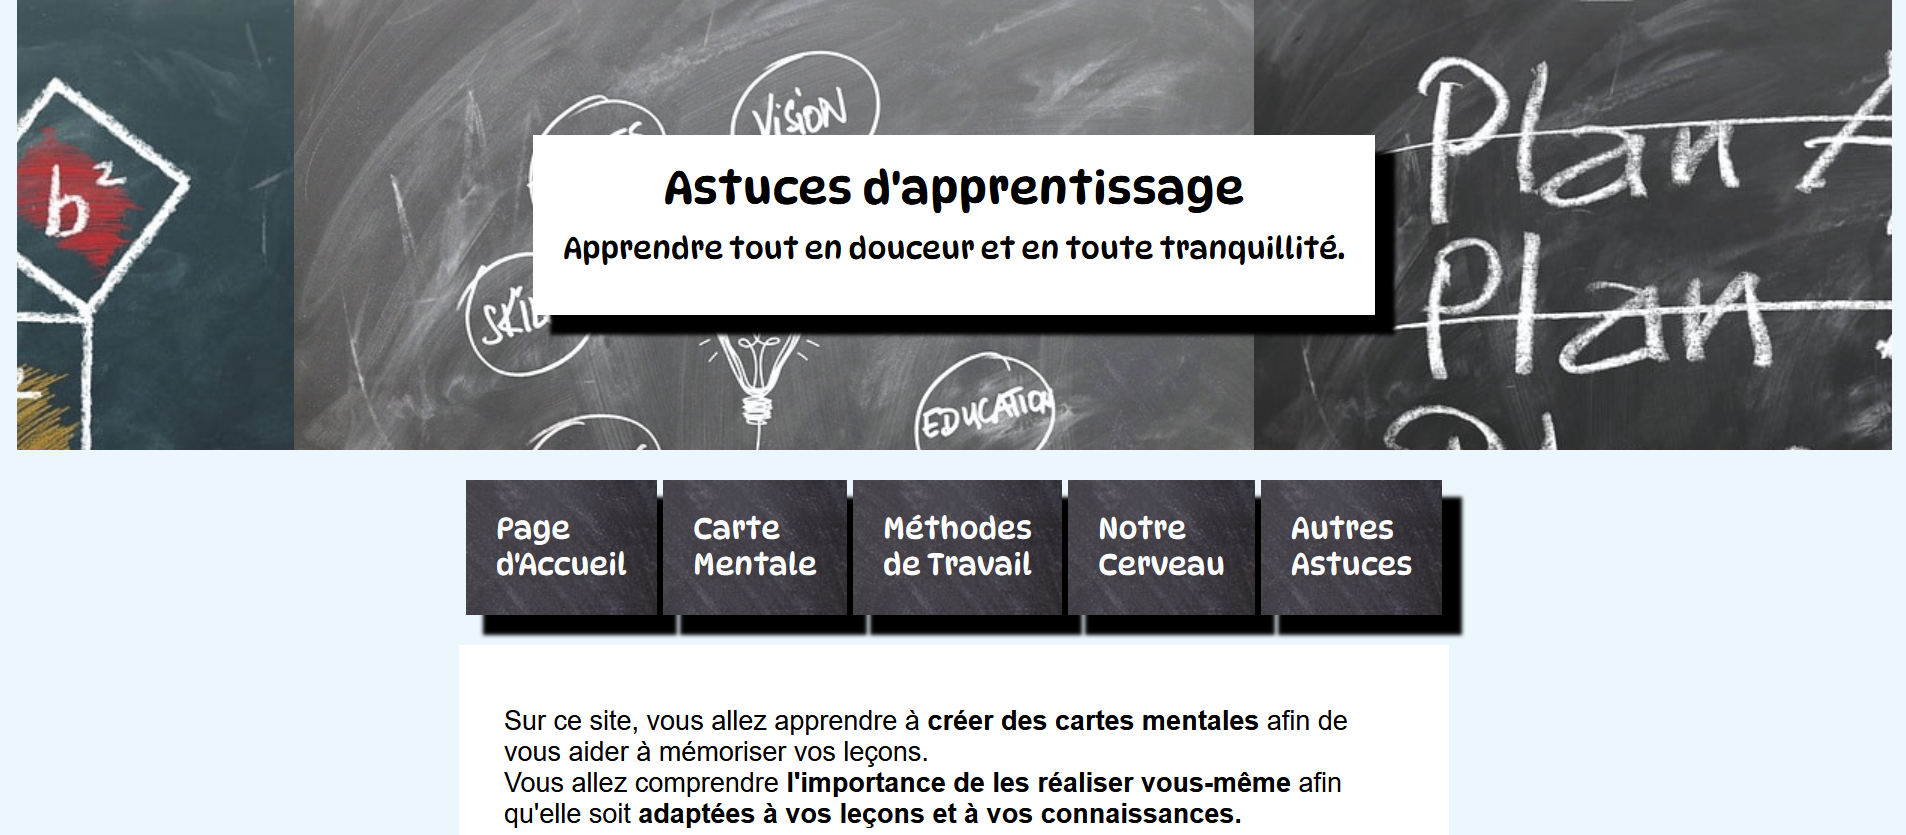 b²
VISION
Astuces d'apprentissage
Apprendre tout en douceur et en toute tranquillité.
Plan
Plan
EDUCATION
Page
d'Accueil
Carte
Mentale
Méthodes
de Travail
Notre
Cerveau
Autres
Astuces
Sur ce site, vous allez apprendre à créer des cartes mentales afin de
vous aider à mémoriser vos leçons.
Vous allez comprendre l'importance de les réaliser vous-même afin
qu'elle soit adaptées à vos leçons et à vos connaissances.